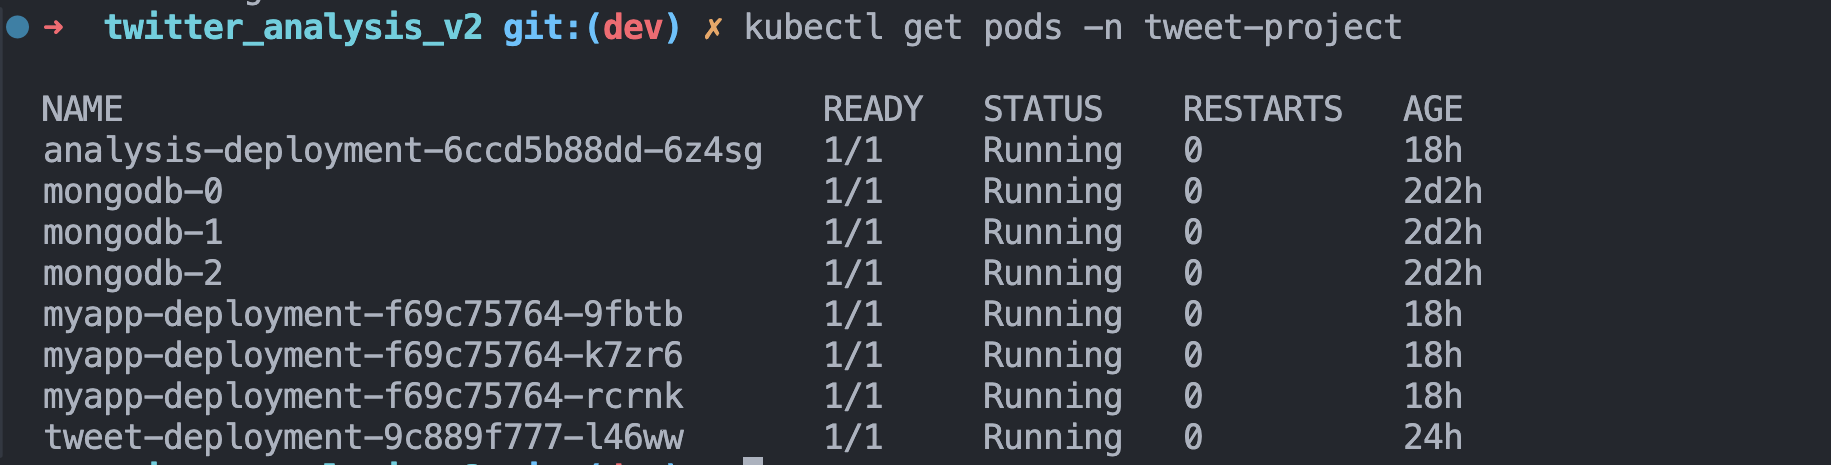 ➜ twitter_analysis_v2 git:(dev) ✗ kubectl get pods -n tweet-project
NAME READY STATUS RESTARTS AGE
analysis-deployment-6ccd5b88dd-6z4sg 1/1 Running 0 18h
mongodb-0 1/1 Running 0 2d2h
mongodb-1 1/1 Running 0 2d2h
mongodb-2 1/1 Running 0 2d2h
myapp-deployment-f69c75764-9fbtb 1/1 Running 0 18h
myapp-deployment-f69c75764-k7zr6 1/1 Running 0 18h
myapp-deployment-f69c75764-rcrnk 1/1 Running 0 18h
tweet-deployment-9c889f777-l46ww 1/1 Running 0 24h